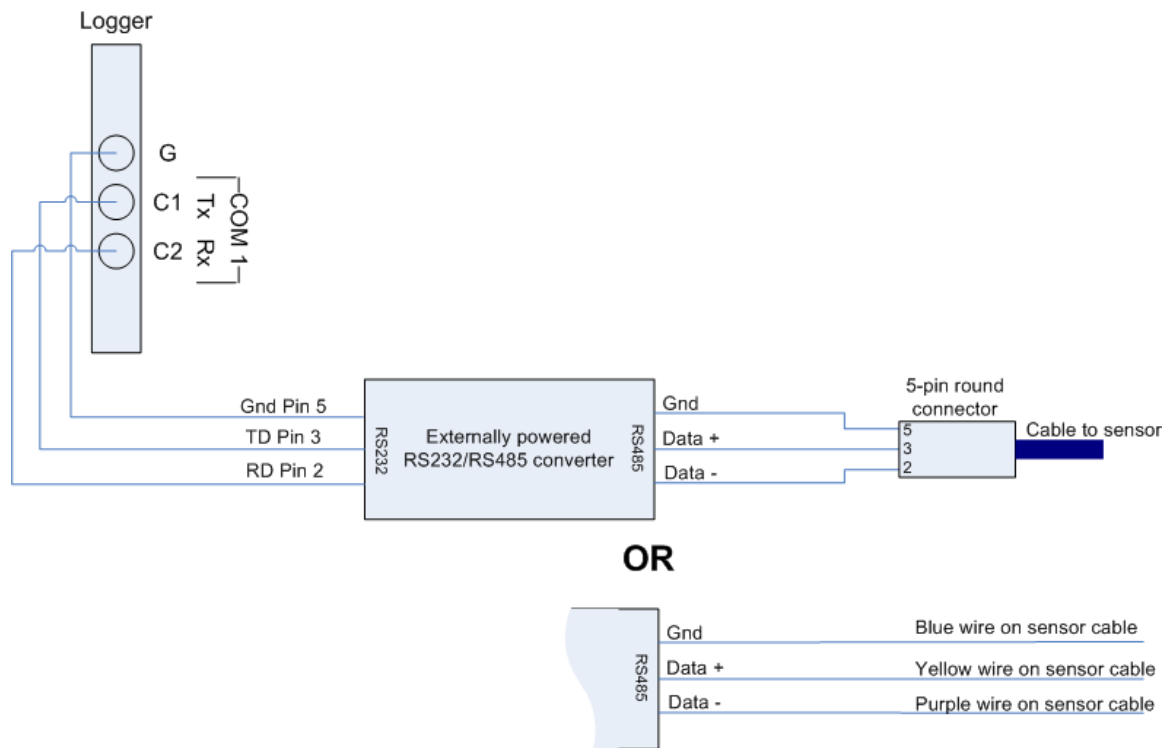 Logger
G
C1
Tx
C2
Rx
COM 1
Gnd Pin 5
TD Pin 3
RD Pin 2
RS232
Externally powered
RS232/RS485 converter
RS485
Gnd
Data +
Data -
5-pin round
connector
5
3
2
Cable to sensor
OR
RS485
Gnd
Data +
Data -
Blue wire on sensor cable
Yellow wire on sensor cable
Purple wire on sensor cable